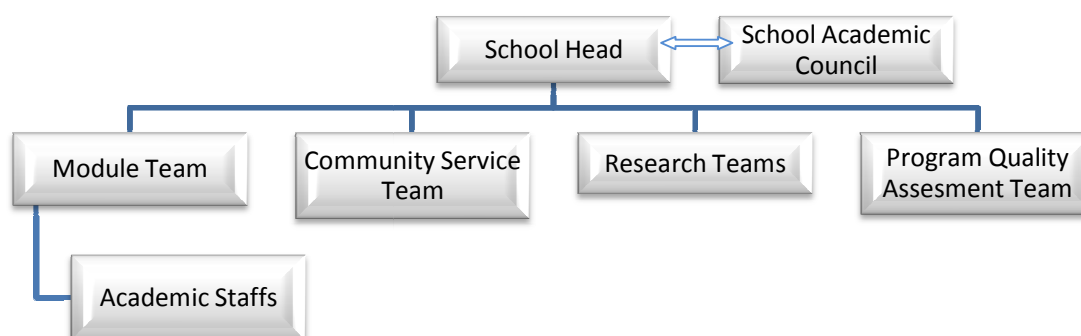 School Head
School Academic
Council
Module Team
Community Service
Team
Research Teams
Program Quality
Assesment Team
Academic Staffs